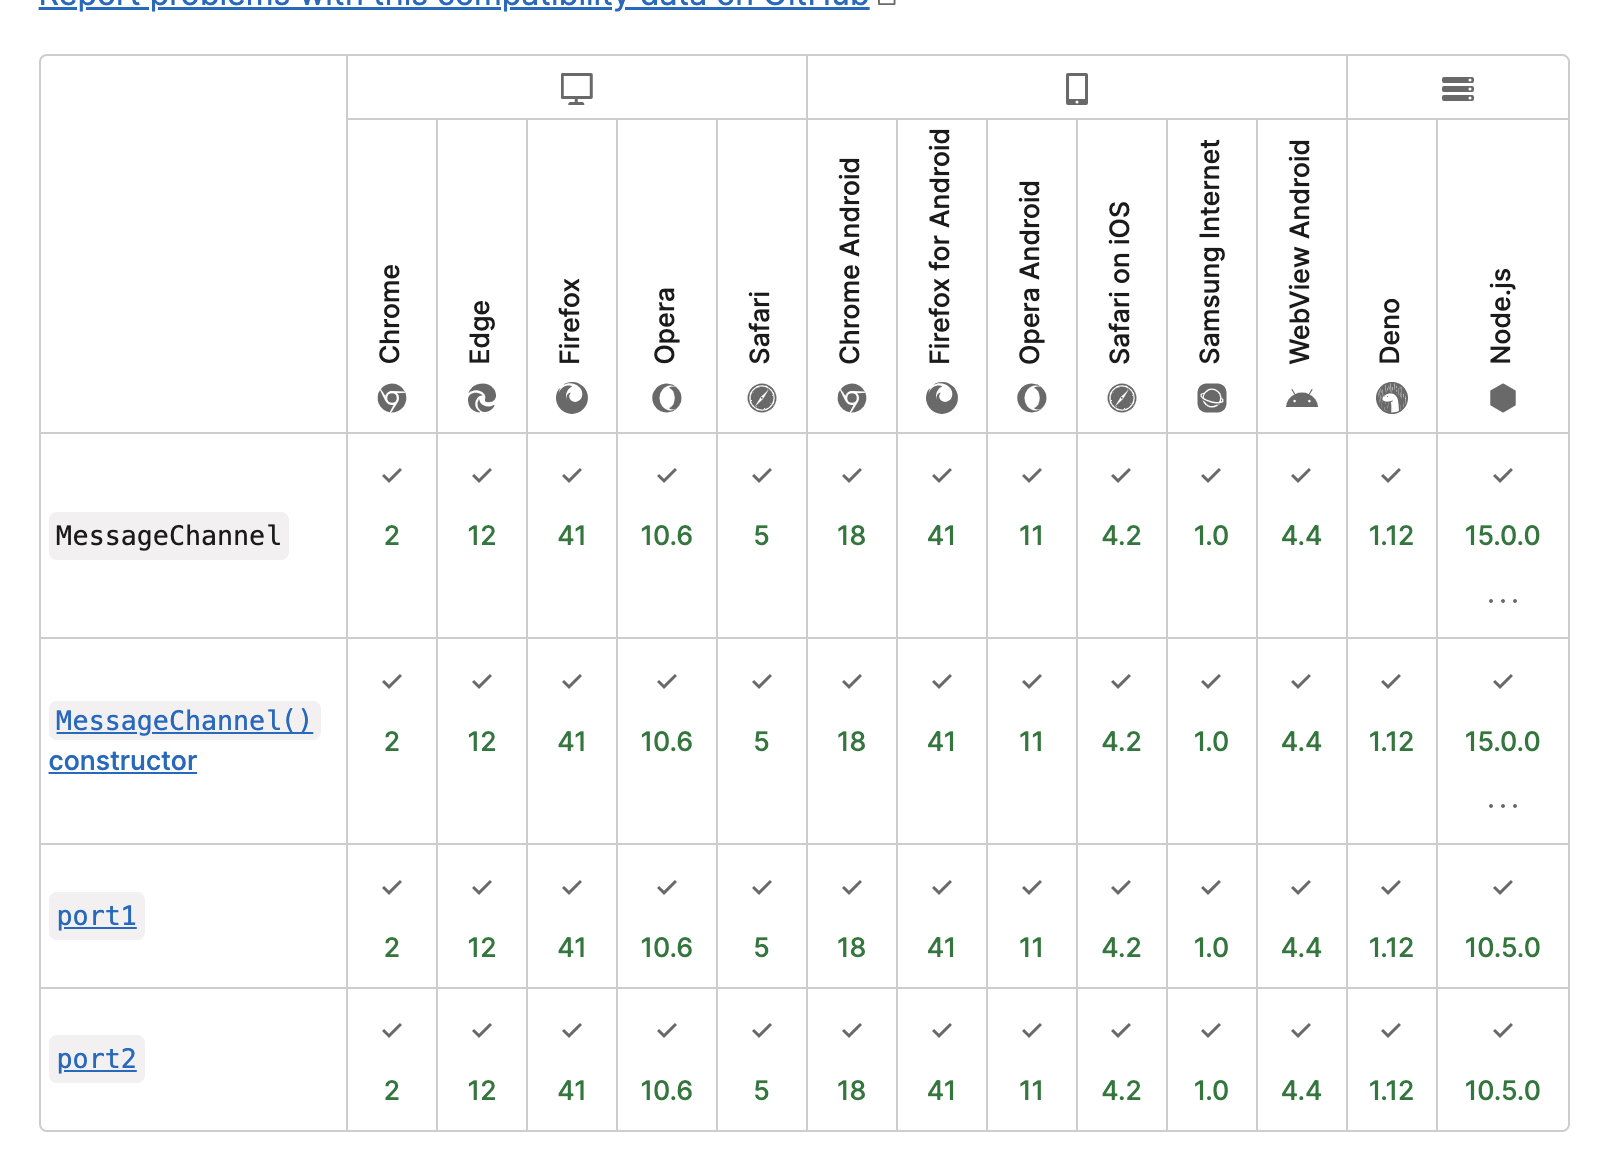 Report problems with this compatibility data on GitHub
Chrome
Edge
Firefox
Opera
Safari
Chrome Android
Firefox for Android
Opera Android
Safari on iOS
Samsung Internet
WebView Android
Deno
Node.js
MessageChannel
2 12 41 10.6 5 18 41 11 4.2 1.0 4.4 1.12 15.0.0
...
MessageChannel()
constructor
2 12 41 10.6 5 18 41 11 4.2 1.0 4.4 1.12 15.0.0
...
port1
2 12 41 10.6 5 18 41 11 4.2 1.0 4.4 1.12 10.5.0
port2
2 12 41 10.6 5 18 41 11 4.2 1.0 4.4 1.12 10.5.0